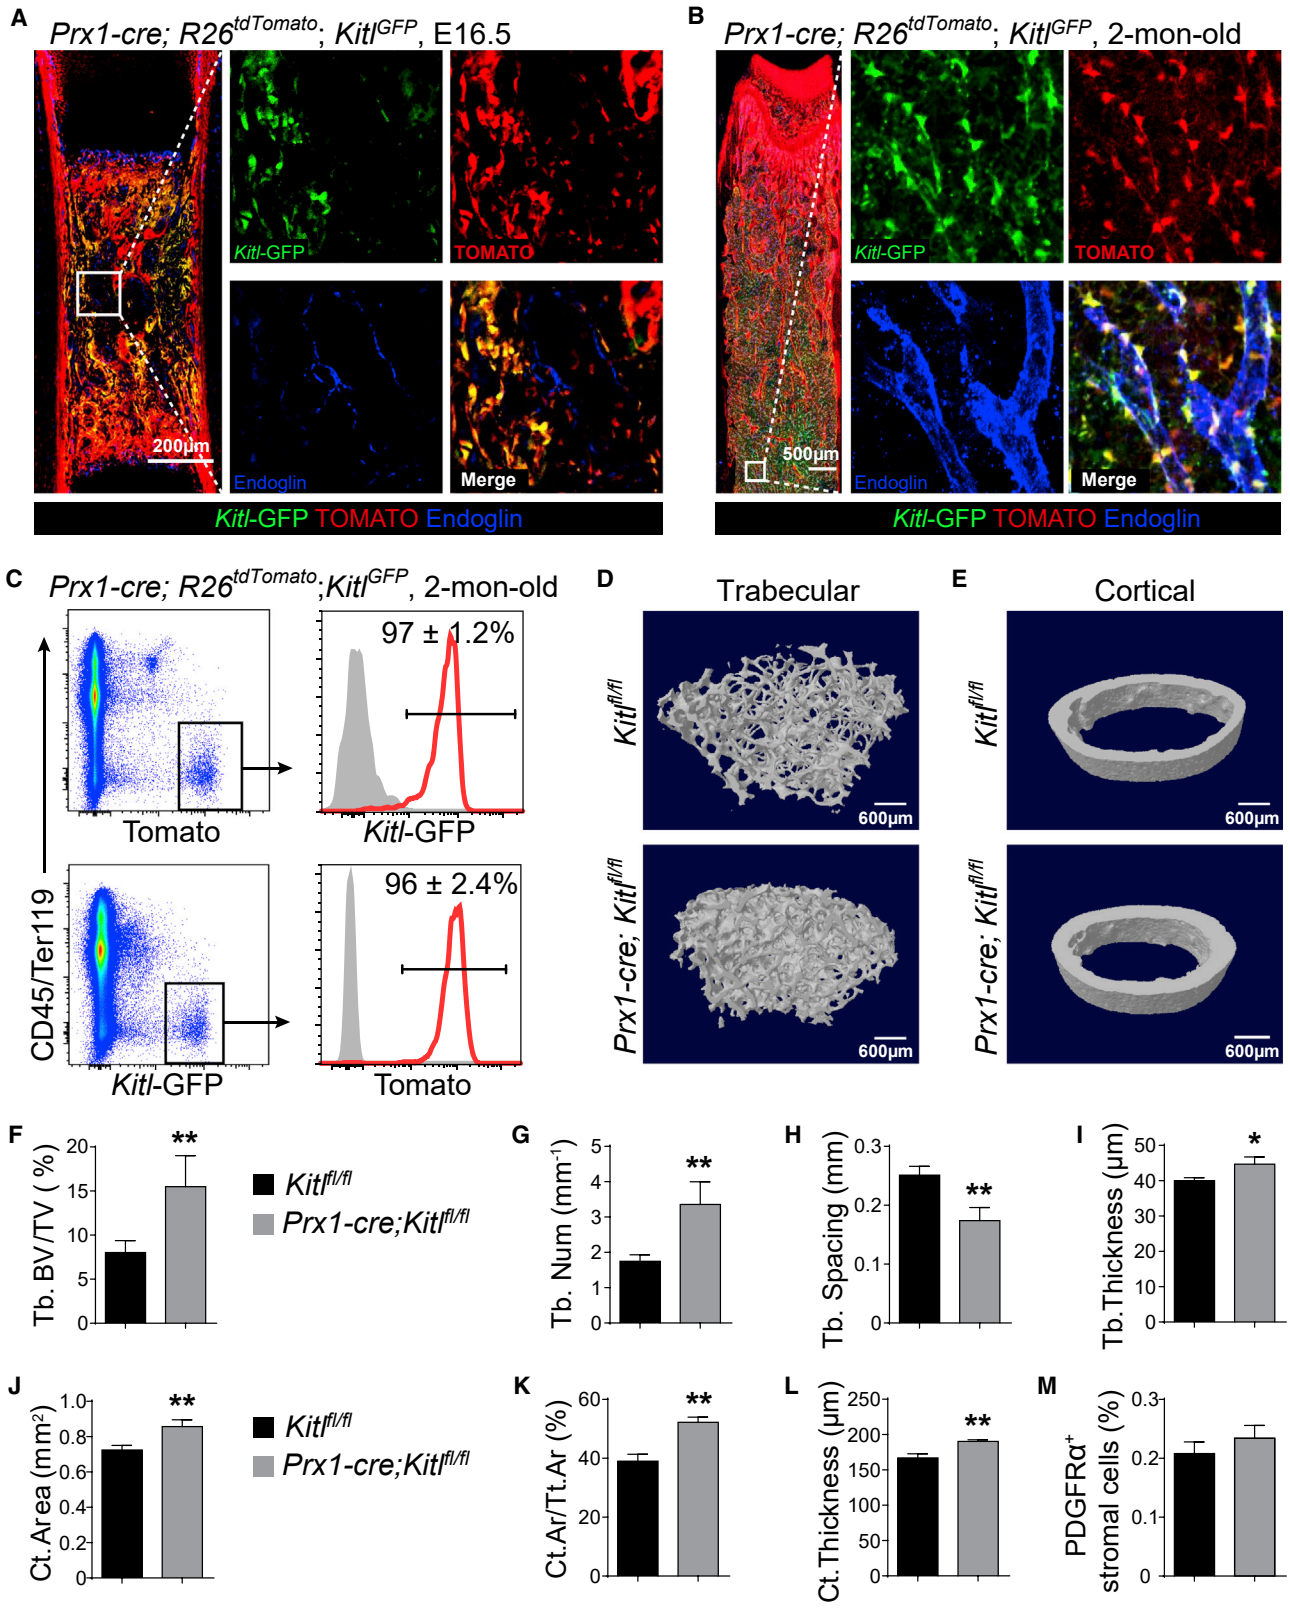 A
Prx1-cre; R26tdTomato; KitlGFP, E16.5
Kitl-GFP
TOMATO
200µm
Endoglin
Merge
Kitl-GFP TOMATO Endoglin
B
Prx1-cre; R26tdTomato; KitlGFP, 2-mon-old
Kitl-GFP
TOMATO
500µm
Endoglin
Merge
Kitl-GFP TOMATO Endoglin
C
Prx1-cre; R26tdTomato;KitlGFP, 2-mon-old
97 ± 1.2%
Tomato
Kitl-GFP
96 ± 2.4%
CD45/Ter119
Kitl-GFP
Tomato
D
Trabecular
Kitlfl/fl
600µm
Prx1-cre; Kitlfl/fl
600µm
E
Cortical
Kitlfl/fl
600µm
Prx1-cre; Kitlfl/fl
600µm
F
Tb. BV/TV ( %)
20
15
10
5
0
**
Kitlfl/fl
Prx1-cre;Kitlfl/fl
G
Tb. Num (mm-1)
5
4
3
2
1
0
**
H
Tb. Spacing (mm)
0.3
0.2
0.1
0
**
I
Tb.Thickness (µm)
50
40
30
20
10
0
*
J
Ct.Area (mm2)
1.0
0.8
0.6
0.4
0.2
0
**
Kitlfl/fl
Prx1-cre;Kitlfl/fl
K
Ct.Ar/Tt.Ar (%)
60
40
20
0
**
L
Ct.Thickness (µm)
250
200
150
100
50
0
**
M
PDGFRα+
stromal cells (%)
0.3
0.2
0.1
0